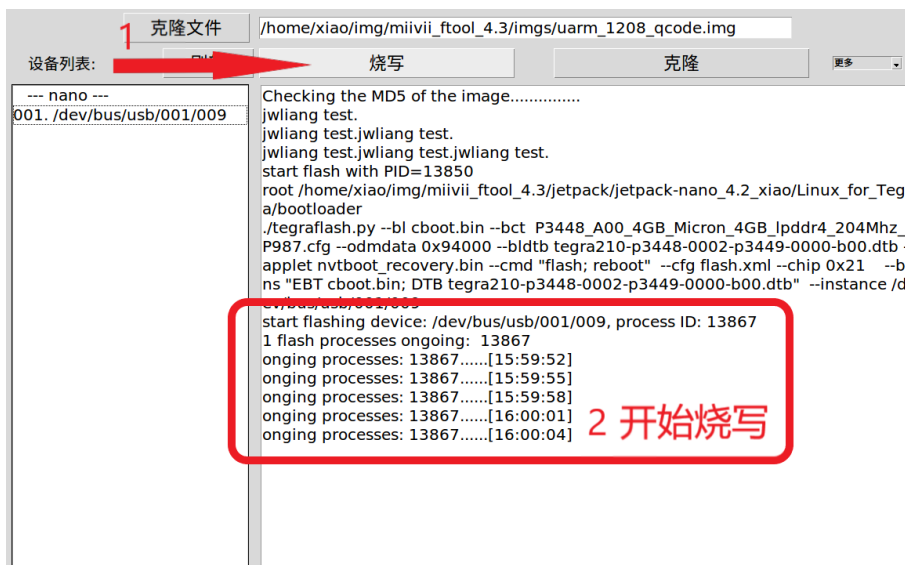 1
克隆文件 /home/xiao/img/miivii_ftool_4.3/imgs/uarm_1208_qcode.img
设备列表: 烧写 克隆 更多
--- nano ---
001. /dev/bus/usb/001/009
Checking the MD5 of the image...............
jwliang test.
jwliang test.jwliang test.
jwliang test.jwliang test.jwliang test.
start flash with PID=13850
root /home/xiao/img/miivii_ftool_4.3/jetpack/jetpack-nano_4.2_xiao/Linux_for_Teg
a/bootloader
./tegraflash.py --bl cboot.bin --bct P3448_A00_4GB_Micron_4GB_lpddr4_204Mhz_
P987.cfg --odmdata 0x94000 --bldtb tegra210-p3448-0002-p3449-0000-b00.dtb -
applet nvtboot_recovery.bin --cmd "flash; reboot" --cfg flash.xml --chip 0x21 --b
ns "EBT cboot.bin; DTB tegra210-p3448-0002-p3449-0000-b00.dtb" --instance /d
ev/bus/usb/001/009
start flashing device: /dev/bus/usb/001/009, process ID: 13867
1 flash processes ongoing: 13867
onging processes: 13867......[15:59:52]
onging processes: 13867......[15:59:55]
onging processes: 13867......[15:59:58]
onging processes: 13867......[16:00:01]
onging processes: 13867......[16:00:04]
2 开始烧写